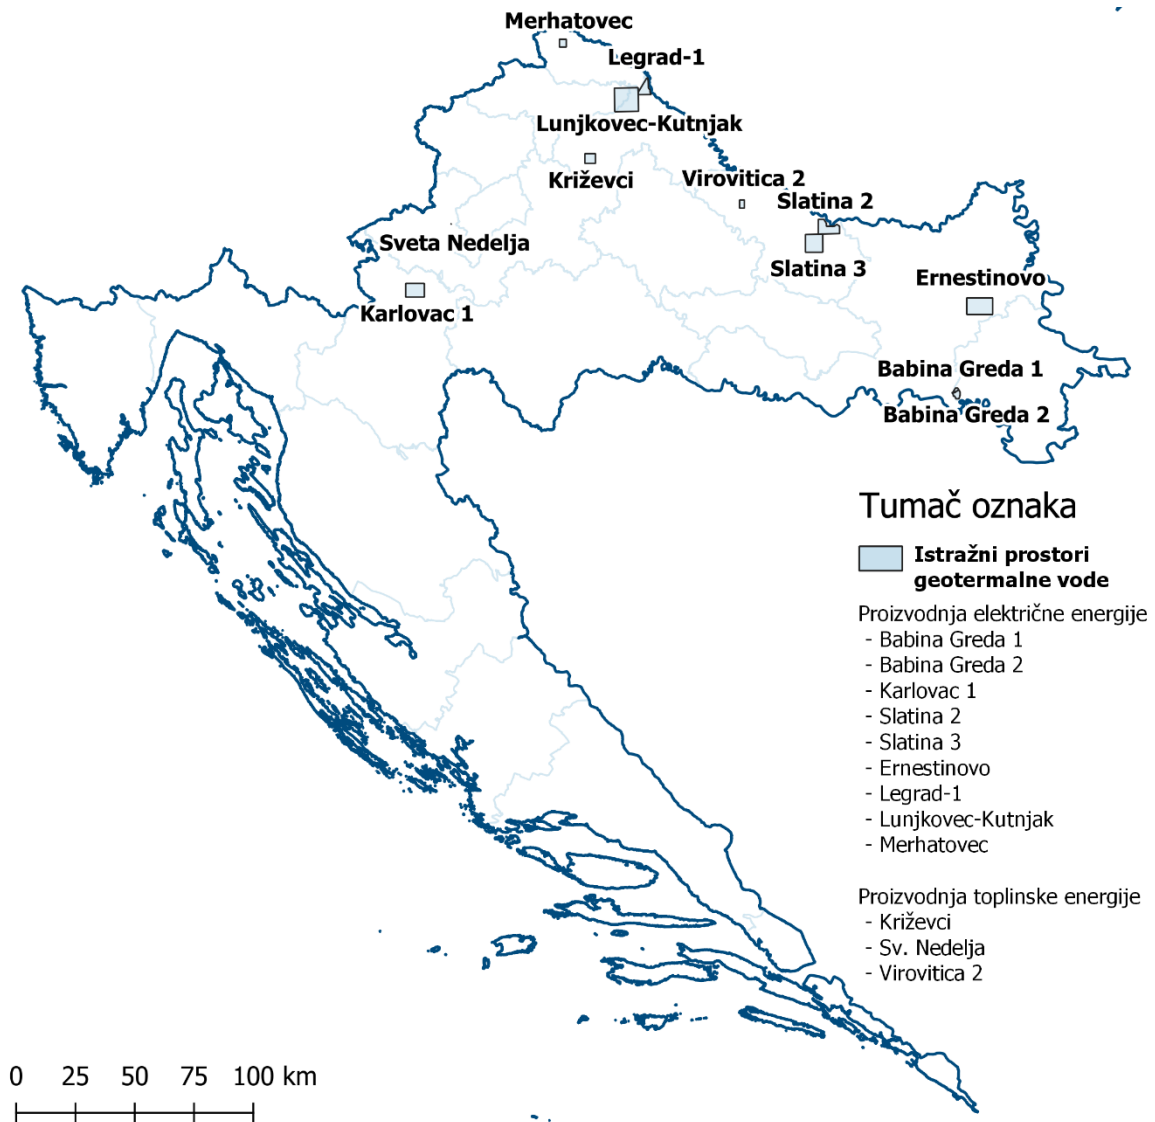 Merhatovec
Legrad-1
Lunjkovec-Kutnjak
Križevci
Virovitica 2
Slatina 2
Sveta Nedelja
Slatina 3
Ernestinovo
Karlovac 1
Babina Greda 1
Babina Greda 2
Tumač oznaka
Istražni prostori
geotermalne vode
Proizvodnja električne energije
- Babina Greda 1
- Babina Greda 2
- Karlovac 1
- Slatina 2
- Slatina 3
- Ernestinovo
- Legrad-1
- Lunjkovec-Kutnjak
- Merhatovec
Proizvodnja toplinske energije
- Križevci
- Sv. Nedelja
- Virovitica 2
0 25 50 75 100 km